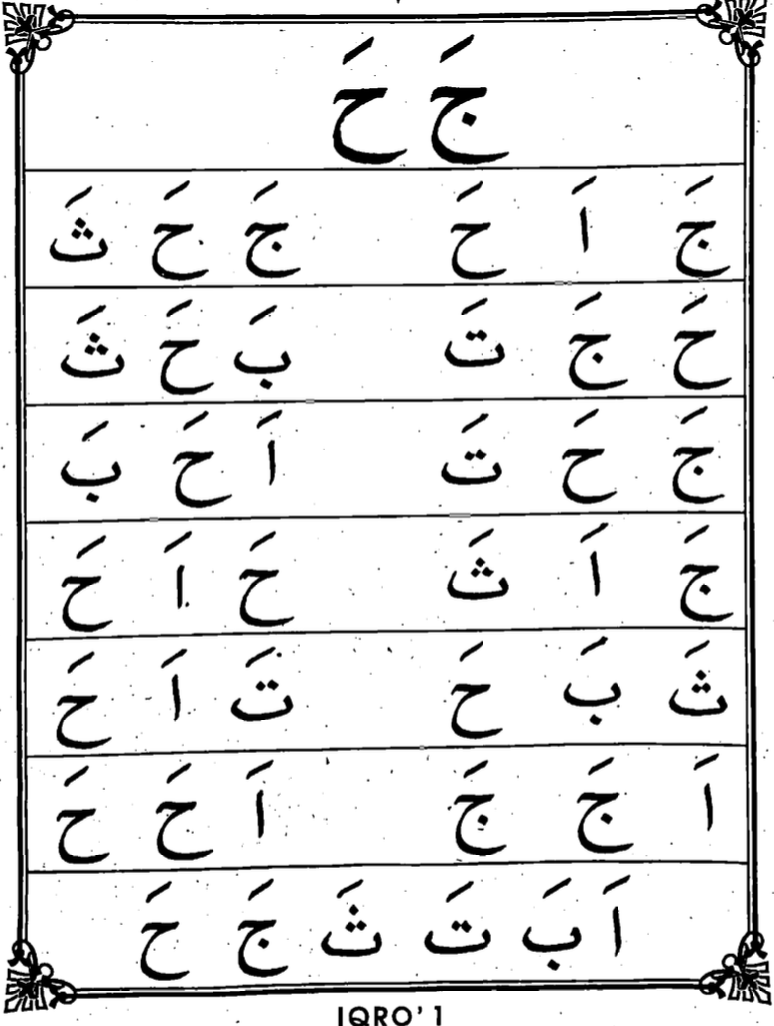 جَ حَ
جَ اَ حَ جَ حَ ثَ
حَ جَ تَ بَ حَ ثَ
جَ حَ تَ اَ حَ بَ
جَ اَ ثَ حَ اَ حَ
ثَ بَ حَ تَ اَ حَ
اَ جَ جَ اَ حَ حَ
اَ بَ تَ ثَ جَ حَ
IQRO' 1